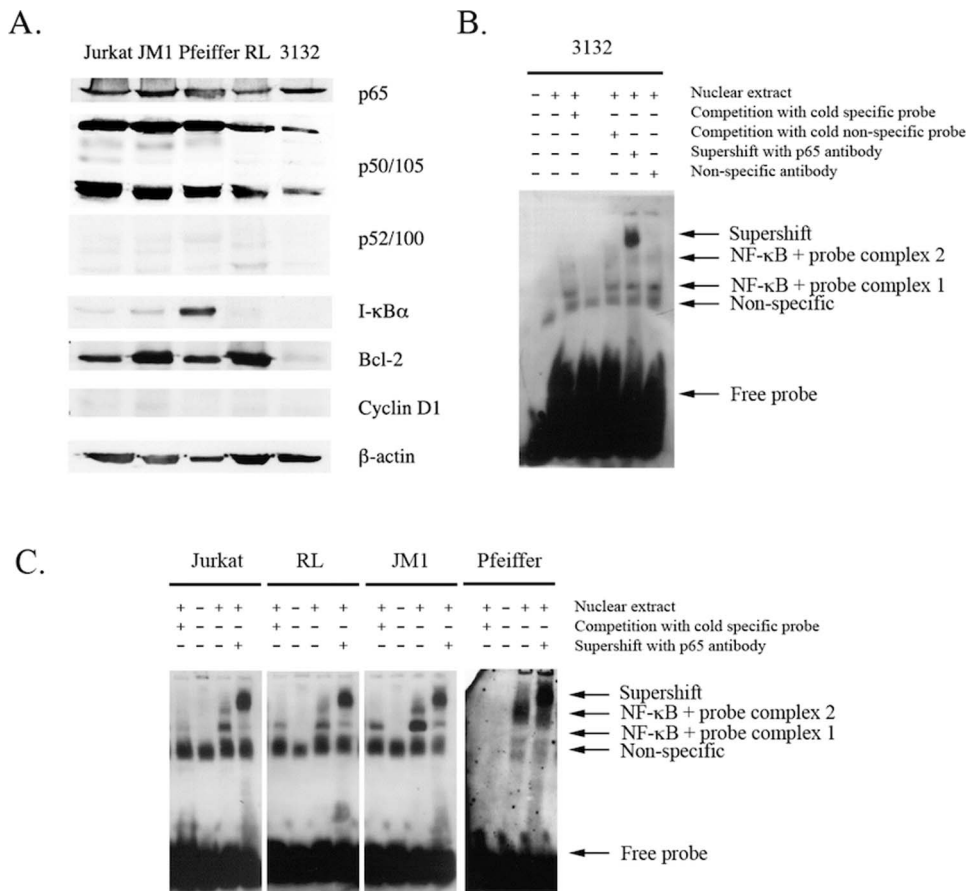 A.
Jurkat JM1 Pfeiffer RL 3132
p65
p50/105
p52/100
I-κBα
Bcl-2
Cyclin D1
β-actin
B.
3132
− + + + + + Nuclear extract
− − + − − − Competition with cold specific probe
− − − + − − Competition with cold non-specific probe
− − − − + − Supershift with p65 antibody
− − − − − + Non-specific antibody
Supershift
NF-κB + probe complex 2
NF-κB + probe complex 1
Non-specific
Free probe
C.
Jurkat RL JM1 Pfeiffer
+ − + + + − + + + − + + + − + + Nuclear extract
+ − − − + − − − + − − − + − − − Competition with cold specific probe
− − − + − − − + − − − + − − − + Supershift with p65 antibody
Supershift
NF-κB + probe complex 2
NF-κB + probe complex 1
Non-specific
Free probe